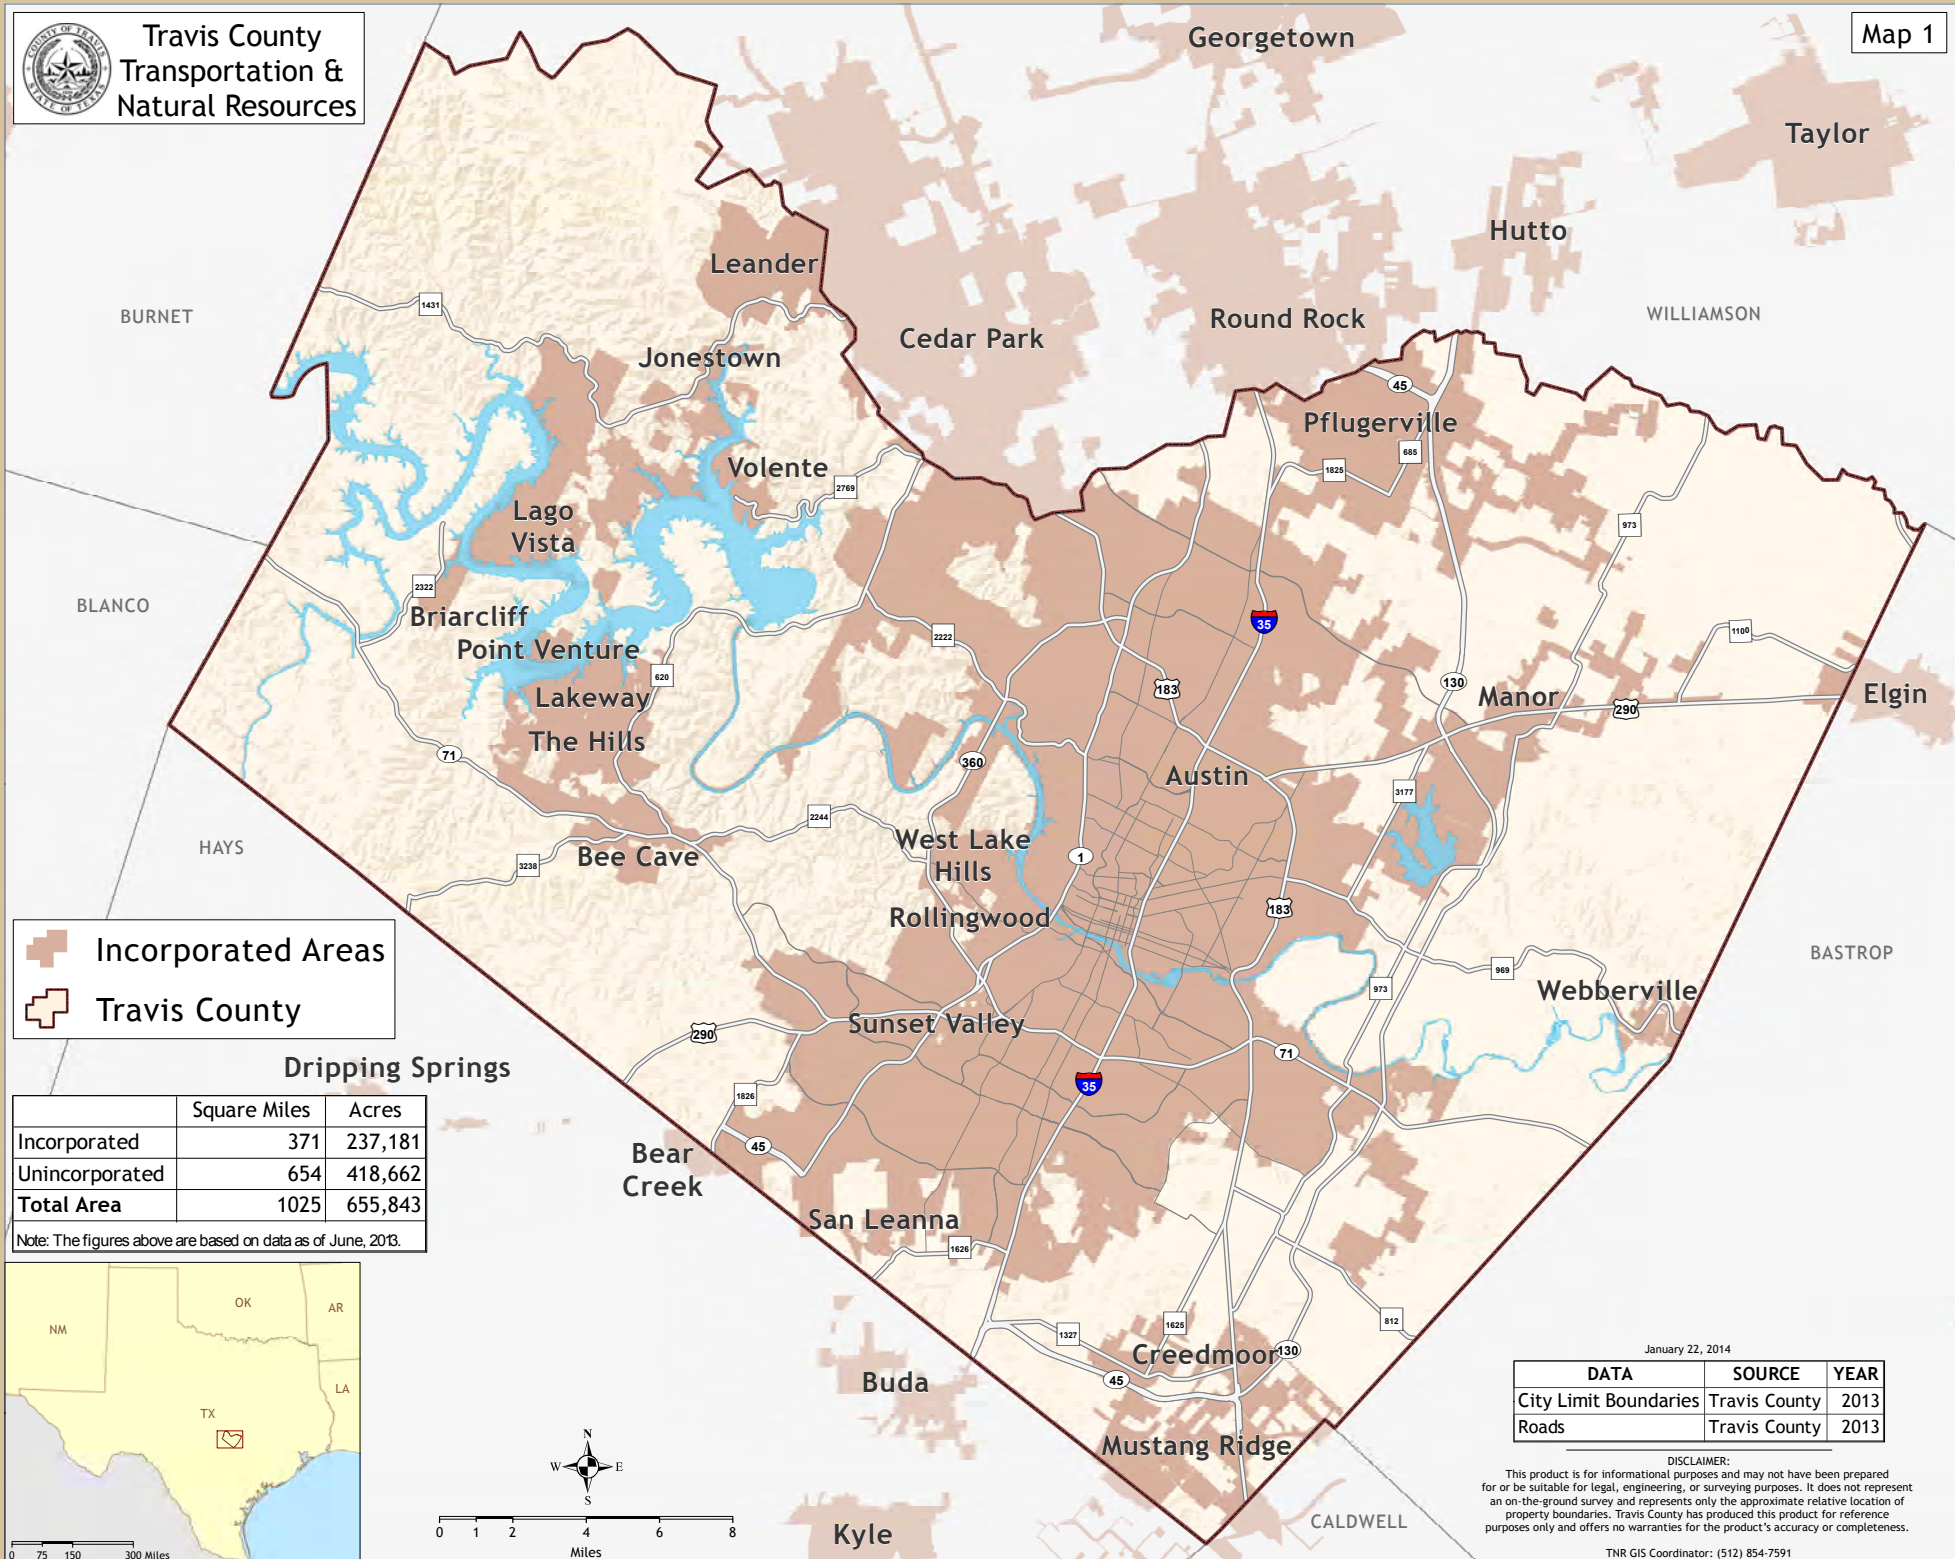 Travis County
Transportation &
Natural Resources
COUNTY OF TRAVIS
STATE OF TEXAS
Map 1
Georgetown
Taylor
Hutto
Leander
BURNET
1431
Cedar Park
Round Rock
WILLIAMSON
Jonestown
45
Pflugerville
685
1825
Volente
2769
Lago
Vista
973
2322
BLANCO
Briarcliff
35
2222
1100
Point Venture
620
183
130
Manor
Elgin
Lakeway
290
The Hills
71
360
Austin
3177
2244
HAYS
West Lake
Hills
1
Bee Cave
3238
Rollingwood
183
Incorporated Areas
Travis County
969
BASTROP
973
Webberville
290
Sunset Valley
71
Dripping Springs
35
1826
45
Bear
Creek
Square Miles Acres
Incorporated 371 237,181
Unincorporated 654 418,662
Total Area 1025 655,843
Note: The figures above are based on data as of June, 2013.
San Leanna
1626
NM
OK
AR
LA
TX
0 75 150 300 Miles
1327
1625
812
Creedmoor
130
45
Buda
Mustang Ridge
N
W E
S
0 1 2 4 6 8
Miles
Kyle
CALDWELL
January 22, 2014
DATA SOURCE YEAR
City Limit Boundaries Travis County 2013
Roads Travis County 2013
DISCLAIMER:
This product is for informational purposes and may not have been prepared
for or be suitable for legal, engineering, or surveying purposes. It does not represent
an on-the-ground survey and represents only the approximate relative location of
property boundaries. Travis County has produced this product for reference
purposes only and offers no warranties for the product's accuracy or completeness.
TNR GIS Coordinator: (512) 854-7591